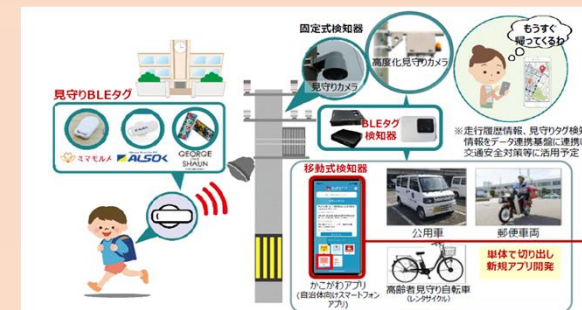 固定式検知器
見守りカメラ
高度化見守りカメラ
もうすぐ
帰ってくるわ
見守りBLEタグ
ミマモルメ
ALSOK
GEORGE
SHAUN
BLEタグ
検知器
※走行履歴情報、見守りタグ検知
情報をデータ連携基盤に連携し
交通安全対策等に活用予定
移動式検知器
公用車
郵便車両
かこがわアプリ
(自治体向けスマートフォン
アプリ)
高齢者見守り自転車
(レンタサイクル)
単体で切り出し
新規アプリ開発